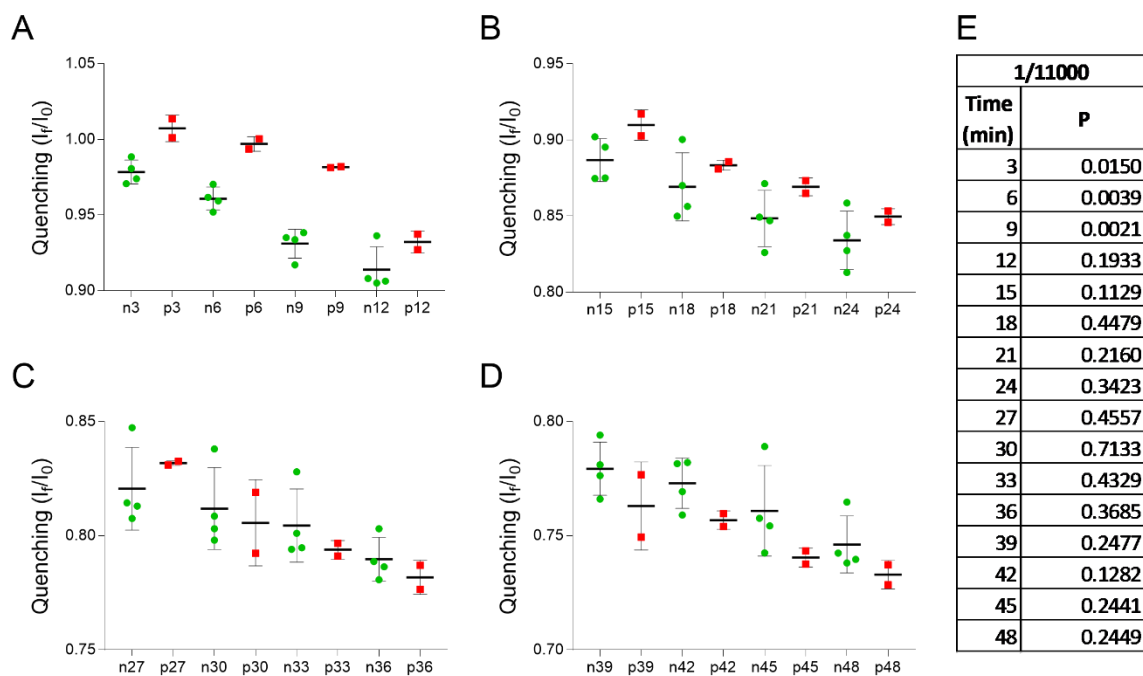 A
Quenching (If/I0)
1.05
1.00
0.95
0.90
n3 p3 n6 p6 n9 p9 n12 p12
B
Quenching (If/I0)
0.95
0.90
0.85
0.80
n15 p15 n18 p18 n21 p21 n24 p24
C
Quenching (If/I0)
0.85
0.80
0.75
n27 p27 n30 p30 n33 p33 n36 p36
D
Quenching (If/I0)
0.80
0.75
0.70
n39 p39 n42 p42 n45 p45 n48 p48
E
1/11000
Time
(min) P
3 0.0150
6 0.0039
9 0.0021
12 0.1933
15 0.1129
18 0.4479
21 0.2160
24 0.3423
27 0.4557
30 0.7133
33 0.4329
36 0.3685
39 0.2477
42 0.1282
45 0.2441
48 0.2449